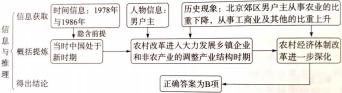 信息与推理
信息获取
时间信息：1978年与1986年
人物信息：男户主
历史现象：北京郊区男户主从事农业的比重下降，从事工商业及其他的比重上升
隐含前提
概括提炼
当时中国处于新时期
农村改革进入大力发展乡镇企业和非农产业的调整产业结构时期
农村经济体制改革进一步深化
得出结论
正确答案为B项